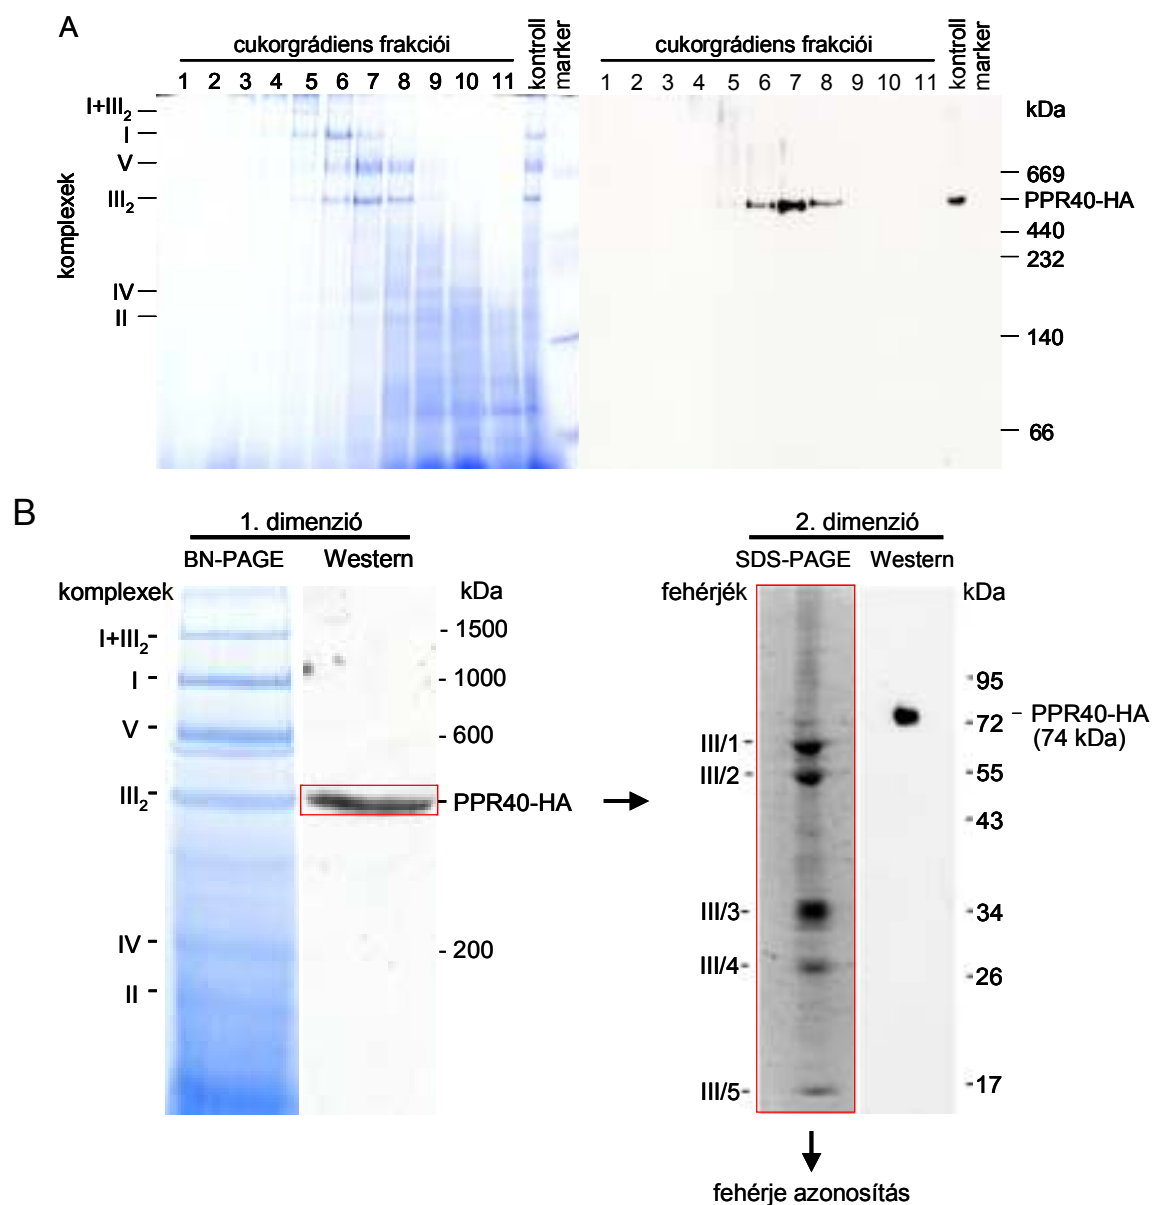 A
cukorgrádiens frakciói
1 2 3 4 5 6 7 8 9 10 11 kontroll marker
cukorgrádiens frakciói
1 2 3 4 5 6 7 8 9 10 11 kontroll marker
komplexek
I+III2
I
V
III2
IV
II
kDa
669
PPR40-HA
440
232
140
66
B
1. dimenzió
BN-PAGE Western
komplexek
I+III2
I
V
III2
IV
II
kDa
1500
1000
600
PPR40-HA
200
2. dimenzió
SDS-PAGE Western
fehérjék
III/1
III/2
III/3
III/4
III/5
kDa
95
72
PPR40-HA
(74 kDa)
55
43
34
26
17
fehérje azonosítás